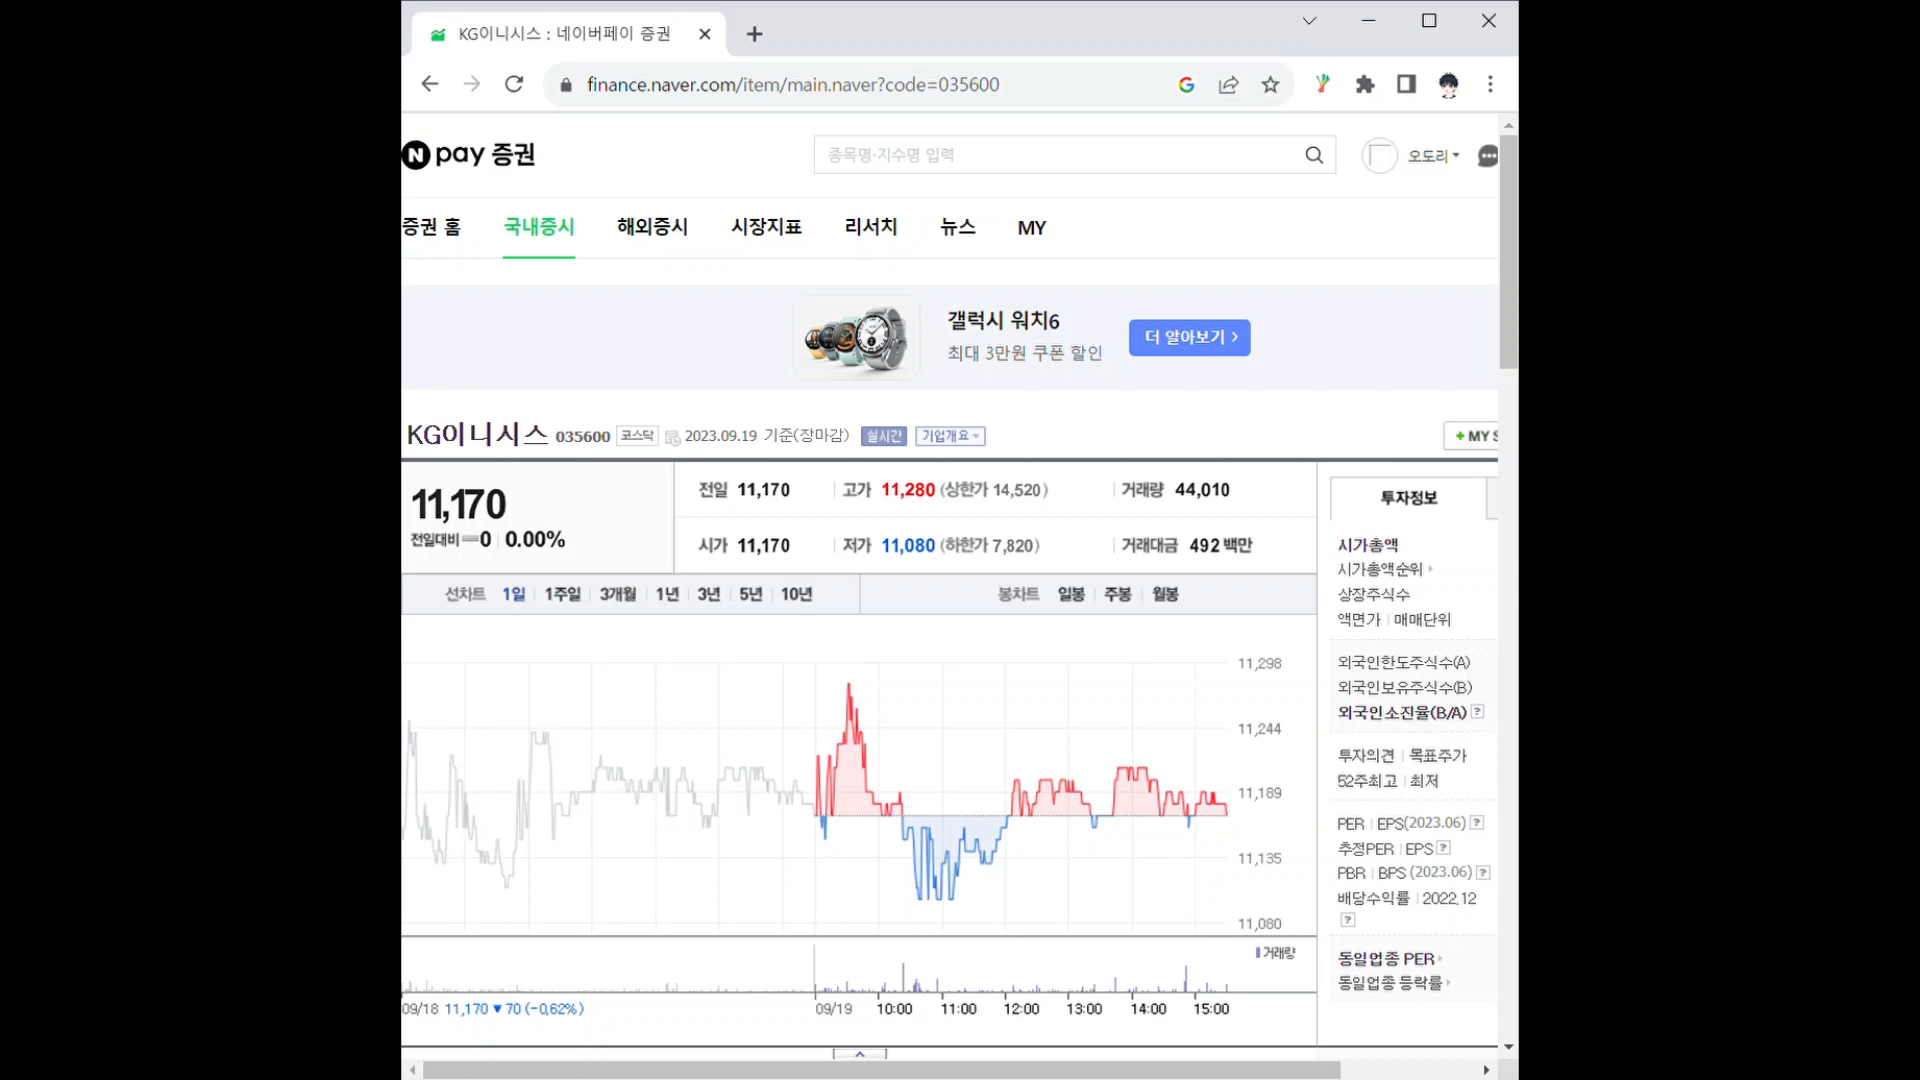 KG이니시스 : 네이버페이 증권
finance.naver.com/item/main.naver?code=035600
N pay 증권
종목명·지수명 입력
오도리
증권 홈 국내증시 해외증시 시장지표 리서치 뉴스 MY
갤럭시 워치6
최대 3만원 쿠폰 할인
더 알아보기
KG이니시스 035600 코스닥 2023.09.19 기준(장마감) 실시간 기업개요
+ MY S
11,170
전일대비 0 0.00%
전일 11,170 고가 11,280 (상한가 14,520) 거래량 44,010
시가 11,170 저가 11,080 (하한가 7,820) 거래대금 492 백만
선차트 1일 1주일 3개월 1년 3년 5년 10년 봉차트 일봉 주봉 월봉
11,298
11,244
11,189
11,135
11,080
거래량
09/18 11,170 ▼ 70 (-0.62%)
09/19 10:00 11:00 12:00 13:00 14:00 15:00
투자정보
시가총액
시가총액순위
상장주식수
액면가 매매단위
외국인한도주식수(A)
외국인보유주식수(B)
외국인소진율(B/A) ?
투자의견 목표주가
52주최고 최저
PER EPS(2023.06) ?
추정PER EPS ?
PBR BPS (2023.06) ?
배당수익률 2022.12
?
동일업종 PER
동일업종 등락률